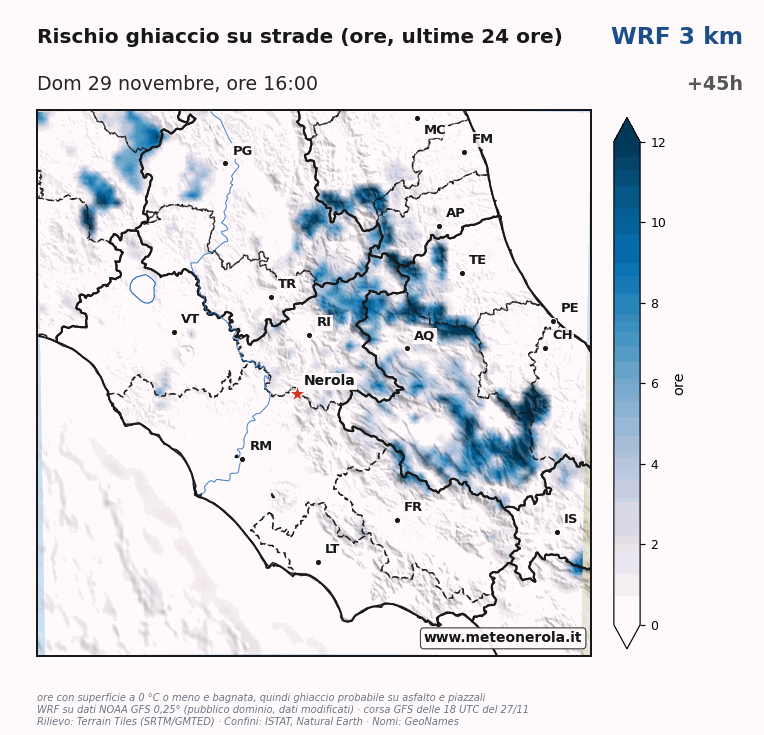 Rischio ghiaccio su strade (ore, ultime 24 ore)
WRF 3 km
Dom 29 novembre, ore 16:00
+45h
MC
FM
PG
AP
TE
TR
PE
VT
RI
AQ
CH
Nerola
RM
FR
IS
LT
www.meteonerola.it
12
10
8
6
4
2
0
ore
ore con superficie a 0 °C o meno e bagnata, quindi ghiaccio probabile su asfalto e piazzali
WRF su dati NOAA GFS 0,25° (pubblico dominio, dati modificati) · corsa GFS delle 18 UTC del 27/11
Rilievo: Terrain Tiles (SRTM/GMTED) · Confini: ISTAT, Natural Earth · Nomi: GeoNames